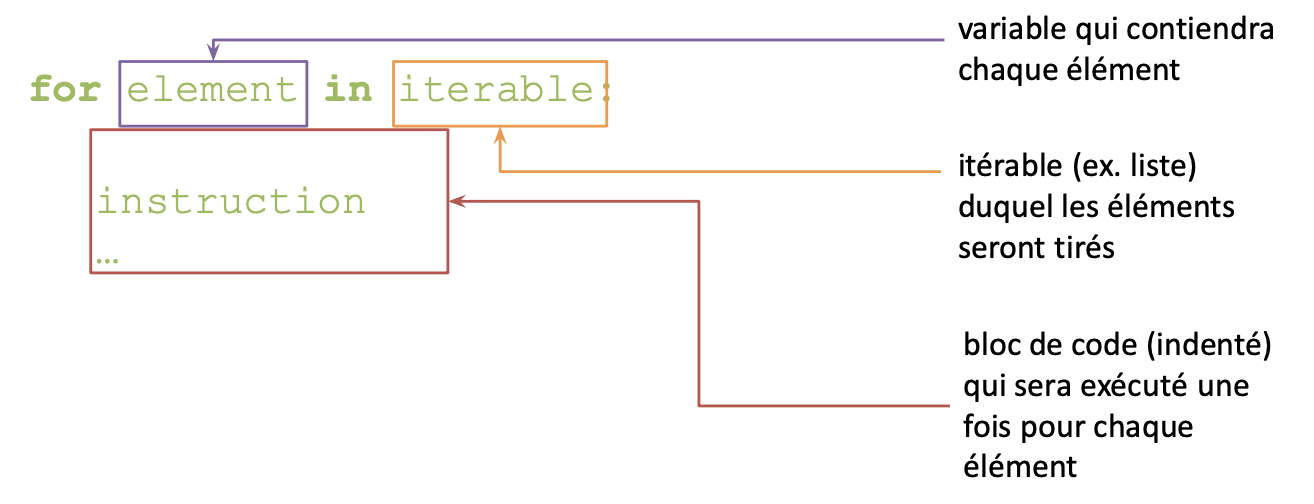 for element in iterable:
instruction
…
variable qui contiendra
chaque élément
itérable (ex. liste)
duquel les éléments
seront tirés
bloc de code (indenté)
qui sera exécuté une
fois pour chaque
élément